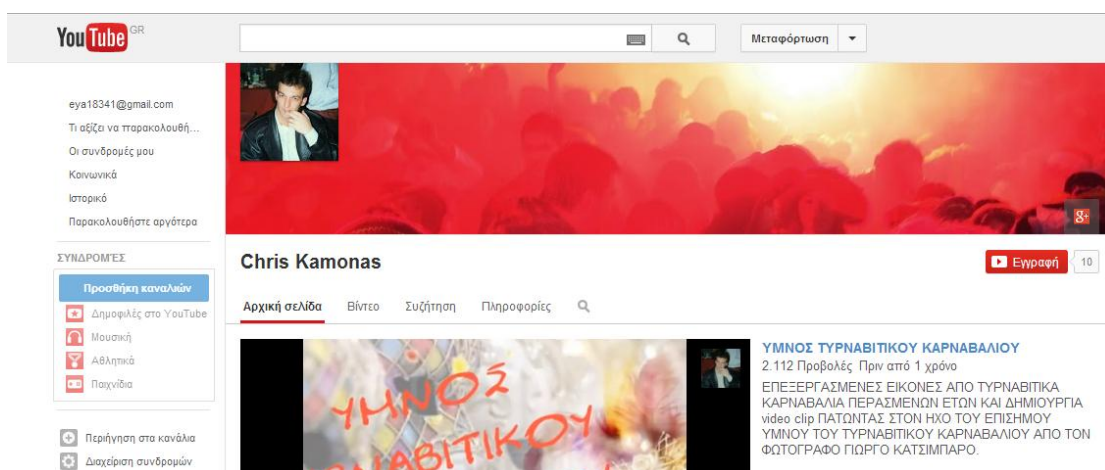 YouTube GR
Μεταφόρτωση
eya18341@gmail.com
Τι αξίζει να παρακολουθή...
Οι συνδρομές μου
Κοινωνικά
Ιστορικό
Παρακολουθήστε αργότερα
ΣΥΝΔΡΟΜΈΣ
Προσθήκη καναλιών
Δημοφιλές στο YouTube
Μουσική
Αθλητικά
Παιχνίδια
Περιήγηση στα κανάλια
Διαχείριση συνδρομών
g+
Chris Kamonas
Εγγραφή 10
Αρχική σελίδα Βίντεο Συζήτηση Πληροφορίες
ΥΜΝΟΣ
ΝΑΒΙΤΙΚΟΥ
ΥΜΝΟΣ ΤΥΡΝΑΒΙΤΙΚΟΥ ΚΑΡΝΑΒΑΛΙΟΥ
2.112 Προβολές Πριν από 1 χρόνο
ΕΠΕΞΕΡΓΑΣΜΕΝΕΣ ΕΙΚΟΝΕΣ ΑΠΟ ΤΥΡΝΑΒΙΤΙΚΑ
ΚΑΡΝΑΒΑΛΙΑ ΠΕΡΑΣΜΕΝΩΝ ΕΤΩΝ ΚΑΙ ΔΗΜΙΟΥΡΓΙΑ
video clip ΠΑΤΩΝΤΑΣ ΣΤΟΝ ΗΧΟ ΤΟΥ ΕΠΙΣΗΜΟΥ
ΥΜΝΟΥ ΤΟΥ ΤΥΡΝΑΒΙΤΙΚΟΥ ΚΑΡΝΑΒΑΛΙΟΥ ΑΠΟ ΤΟΝ
ΦΩΤΟΓΡΑΦΟ ΓΙΩΡΓΟ ΚΑΤΣΙΜΠΑΡΟ.